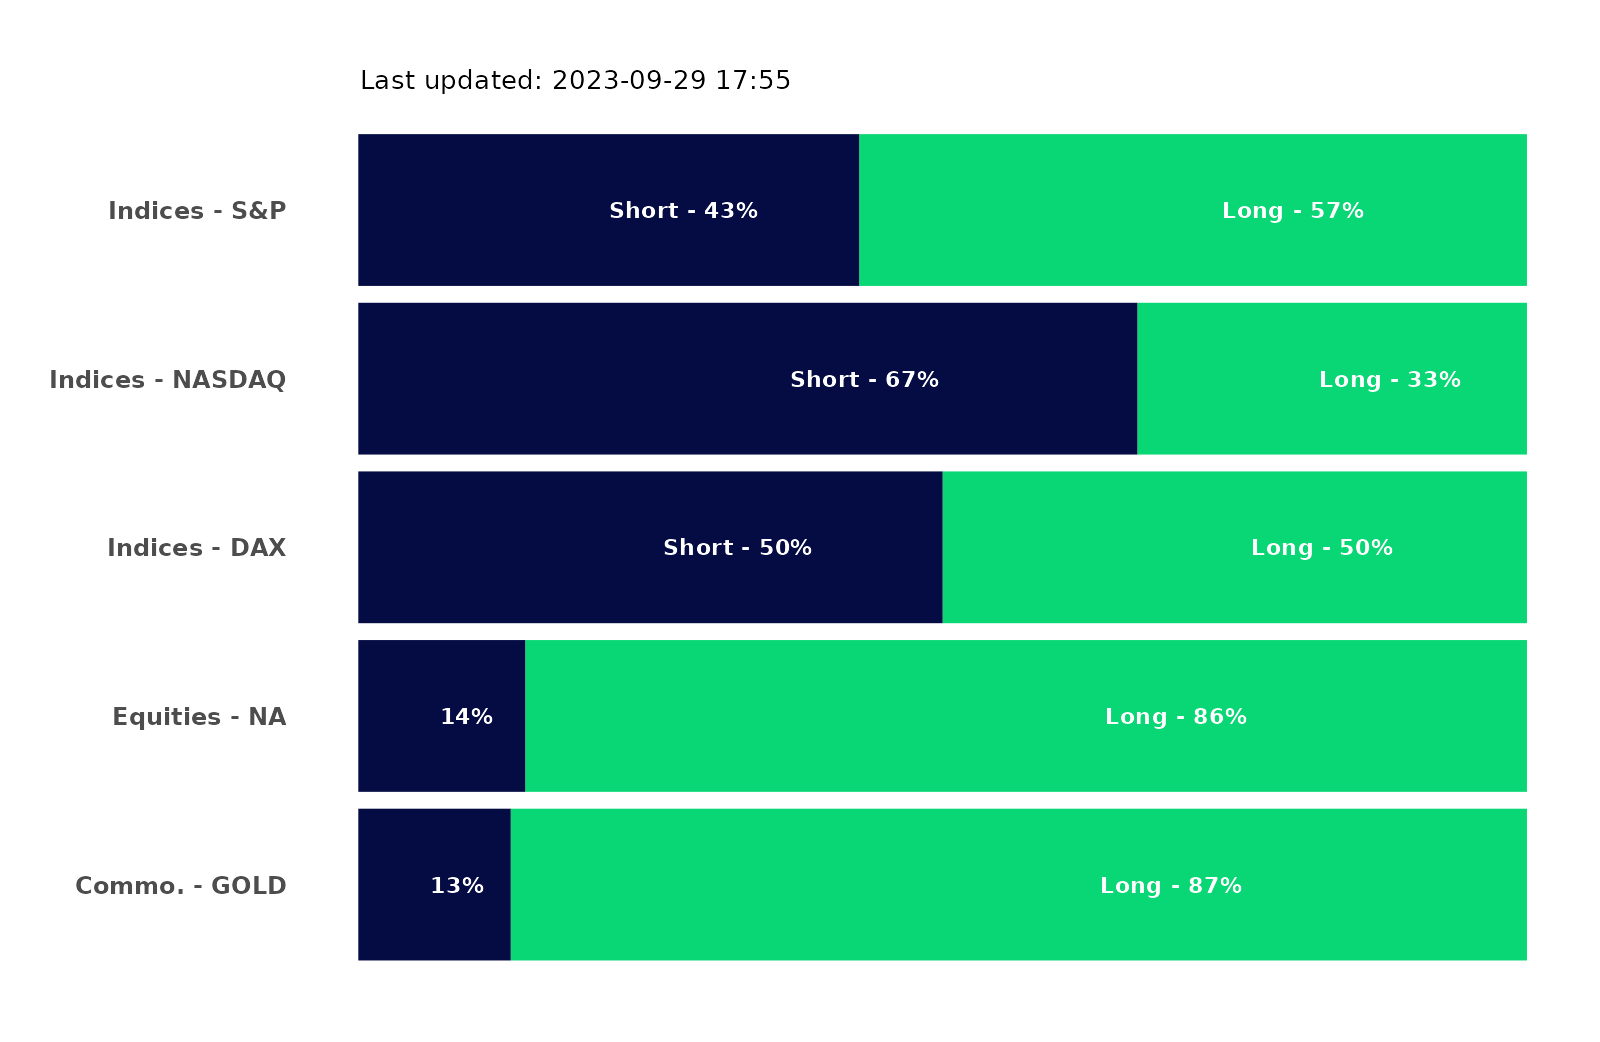 Last updated: 2023-09-29 17:55
Indices - S&P
Short - 43%
Long - 57%
Indices - NASDAQ
Short - 67%
Long - 33%
Indices - DAX
Short - 50%
Long - 50%
Equities - NA
14%
Long - 86%
Commo. - GOLD
13%
Long - 87%